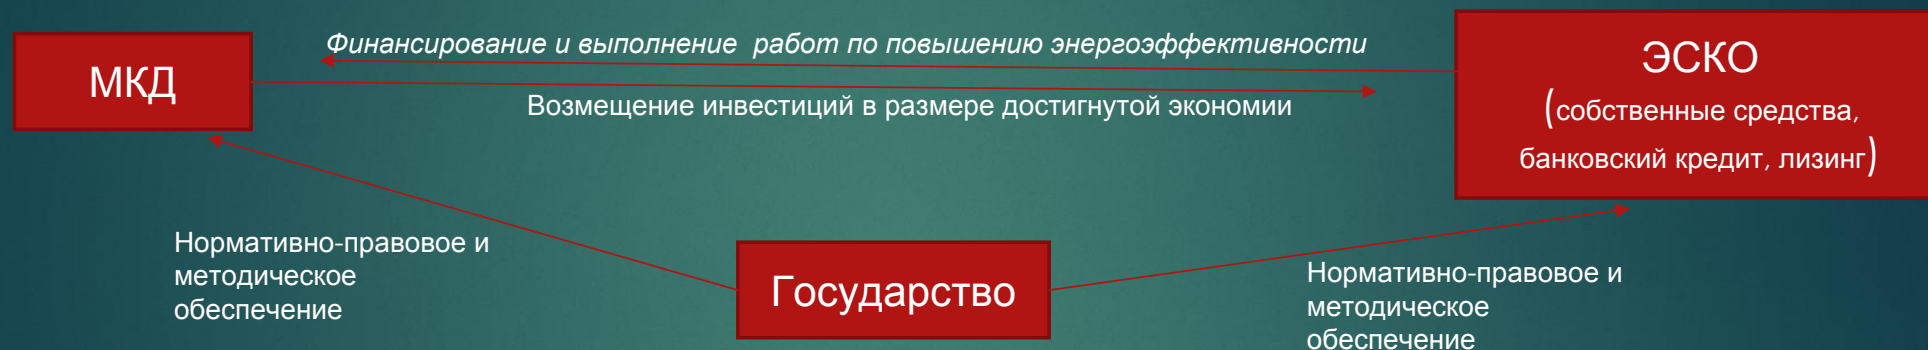 Финансирование и выполнение работ по повышению энергоэффективности
МКД
Возмещение инвестиций в размере достигнутой экономии
ЭСКО
(собственные средства,
банковский кредит, лизинг)
Нормативно-правовое и
методическое
обеспечение
Государство
Нормативно-правовое и
методическое
обеспечение